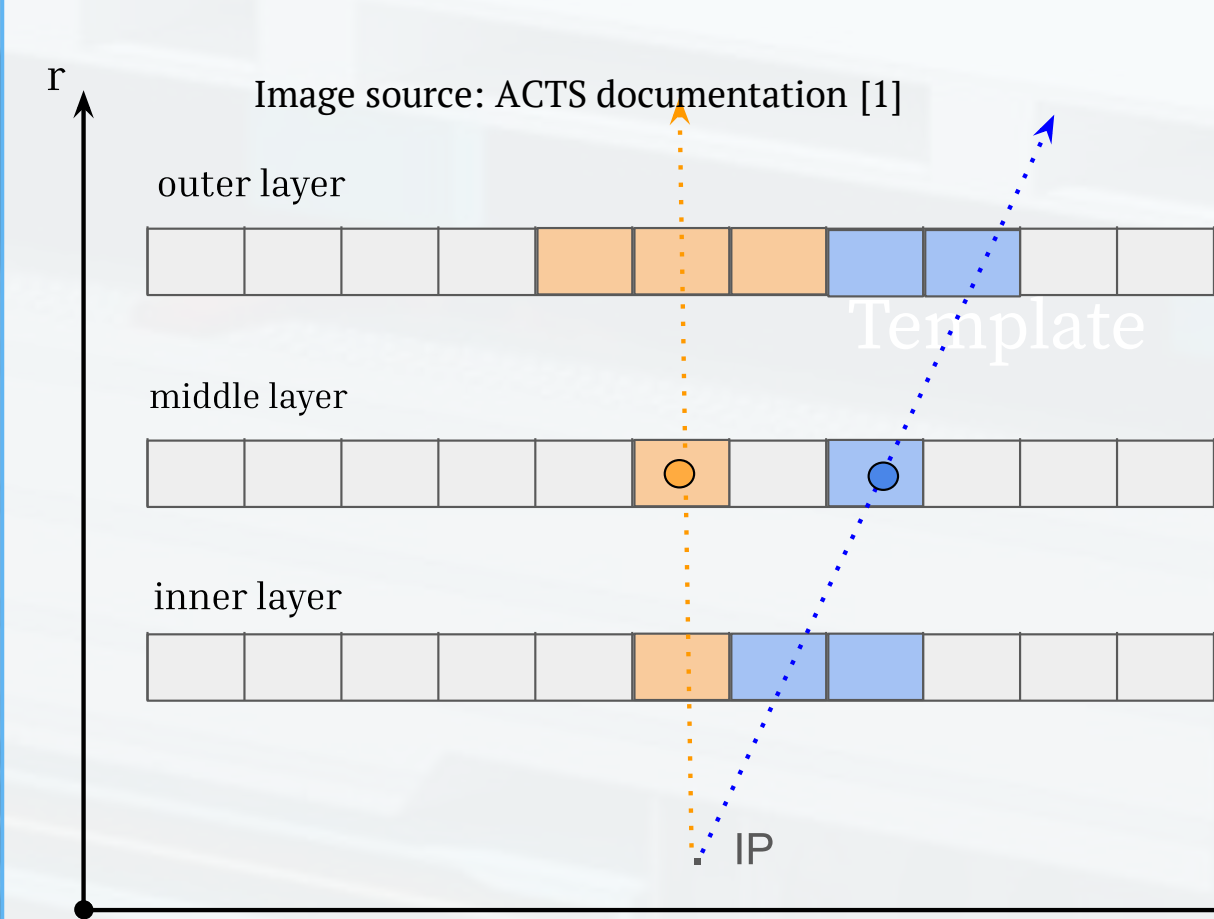 r
Image source: ACTS documentation [1]
outer layer
Template
middle layer
inner layer
IP